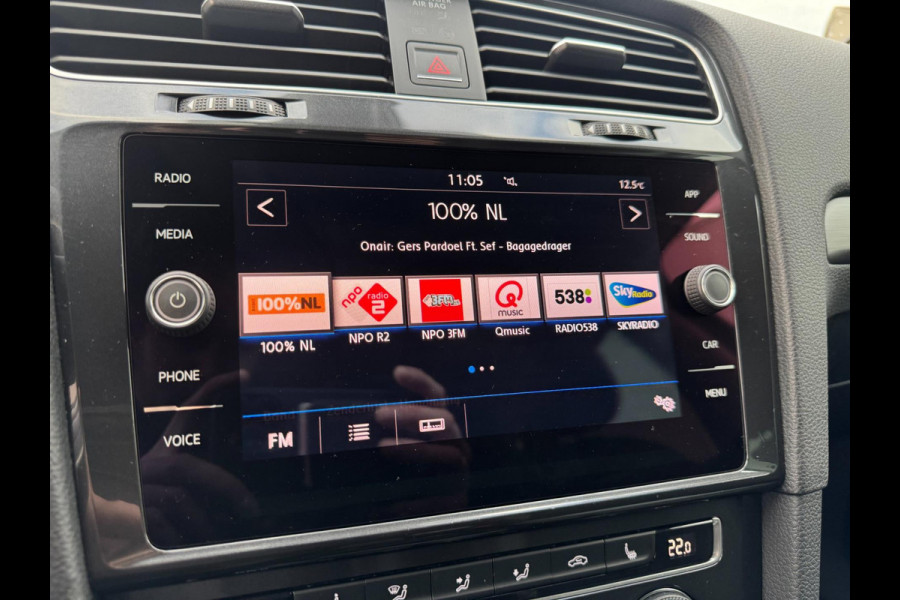 AIR BAG
RADIO
MEDIA
PHONE
VOICE
11:05
12.5°C
100% NL
Onair: Gers Pardoel Ft. Sef - Bagagedrager
100%NL
npo radio 2
3FM
Q MUSIC
538
Sky Radio
100% NL
NPO R2
NPO 3FM
Qmusic
RADIO538
SKYRADIO
FM
APP
SOUND
CAR
MENU
22.0